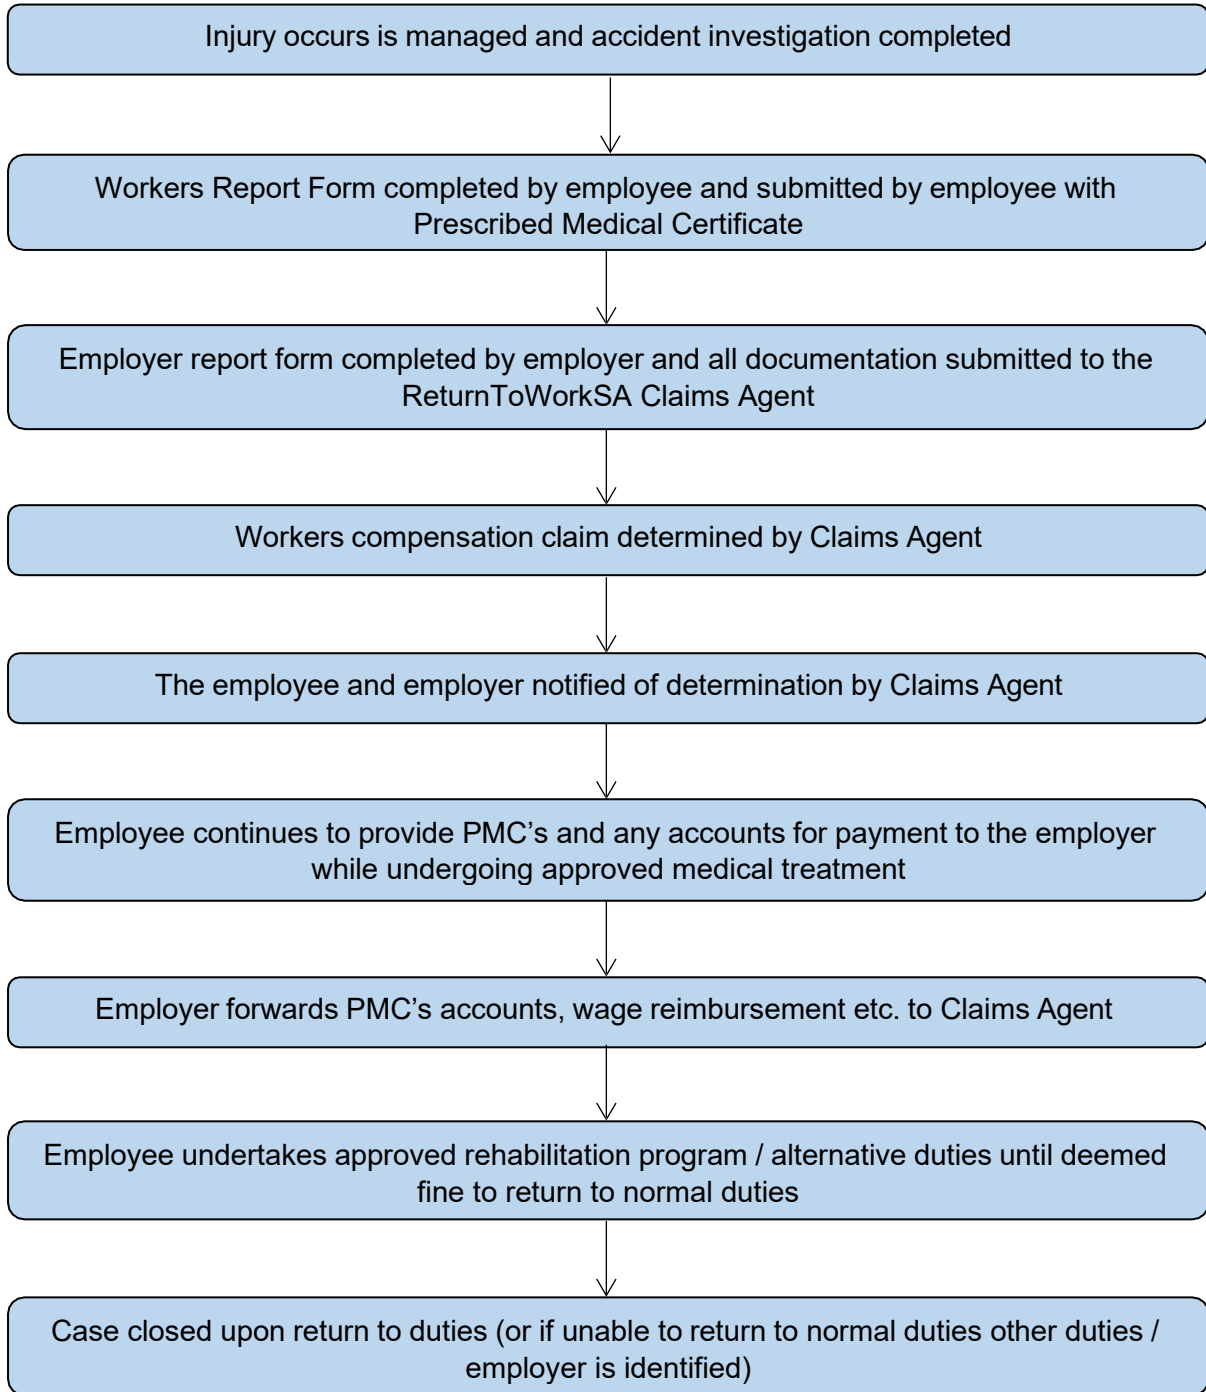 Injury occurs is managed and accident investigation completed
Workers Report Form completed by employee and submitted by employee with
Prescribed Medical Certificate
Employer report form completed by employer and all documentation submitted to the
ReturnToWorkSA Claims Agent
Workers compensation claim determined by Claims Agent
The employee and employer notified of determination by Claims Agent
Employee continues to provide PMC's and any accounts for payment to the employer
while undergoing approved medical treatment
Employer forwards PMC's accounts, wage reimbursement etc. to Claims Agent
Employee undertakes approved rehabilitation program / alternative duties until deemed
fine to return to normal duties
Case closed upon return to duties (or if unable to return to normal duties other duties /
employer is identified)